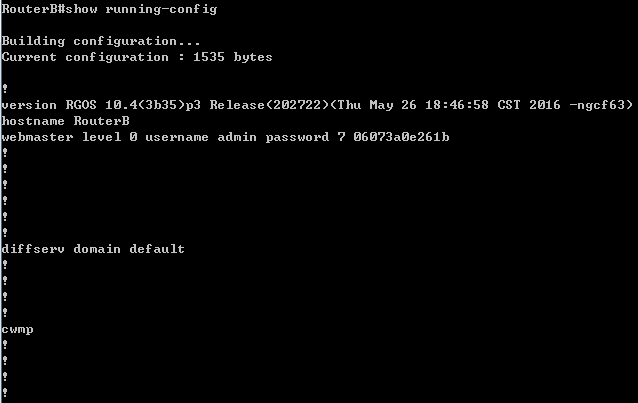 RouterB#show running-config
Building configuration...
Current configuration : 1535 bytes
!
version RGOS 10.4(3b35)p3 Release(202722)(Thu May 26 18:46:58 CST 2016 -ngcf63)
hostname RouterB
webmaster level 0 username admin password 7 06073a0e261b
!
!
!
!
!
!
diffserv domain default
!
!
!
!
cwmp
!
!
!
!